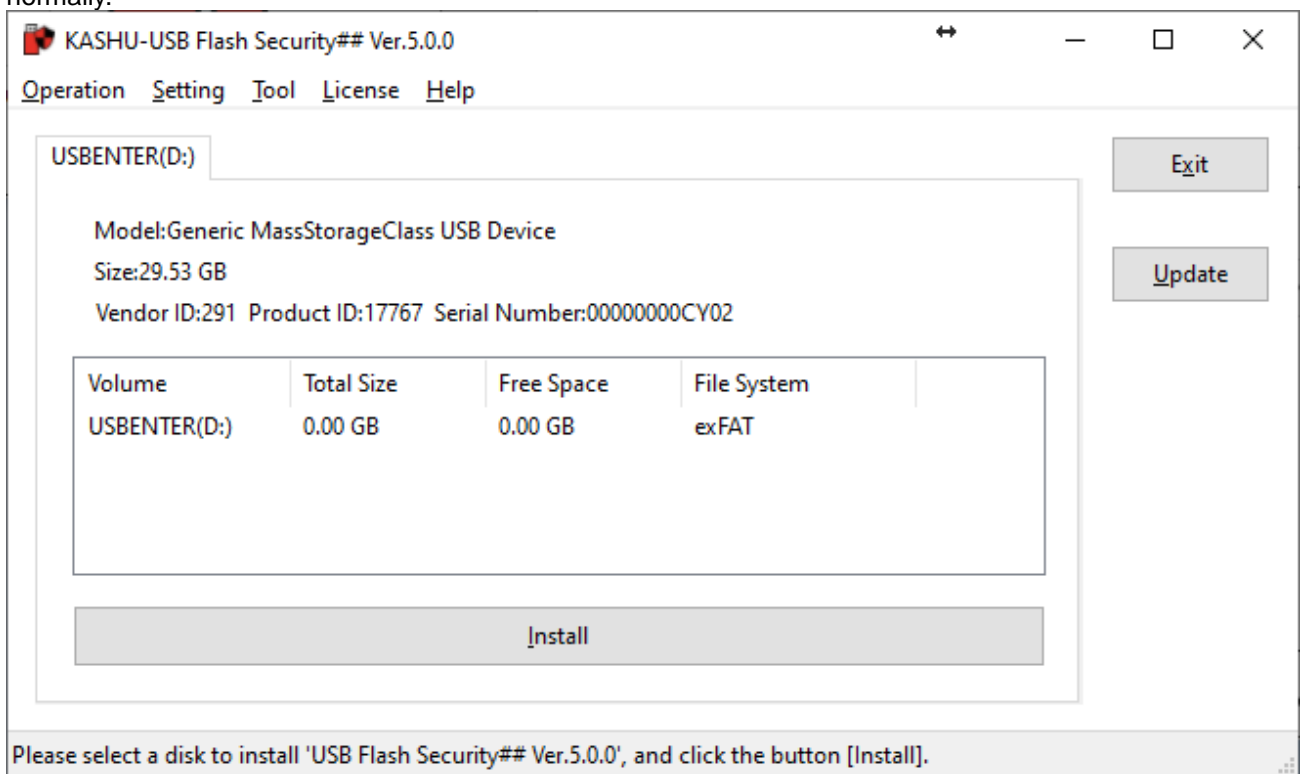 normally.
KASHU-USB Flash Security## Ver.5.0.0
Operation Setting Tool License Help
USBENTER(D:)
Exit
Model:Generic MassStorageClass USB Device
Size:29.53 GB
Update
Vendor ID:291 Product ID:17767 Serial Number:00000000CY02
Volume Total Size Free Space File System
USBENTER(D:) 0.00 GB 0.00 GB exFAT
Install
Please select a disk to install 'USB Flash Security## Ver.5.0.0', and click the button [Install].